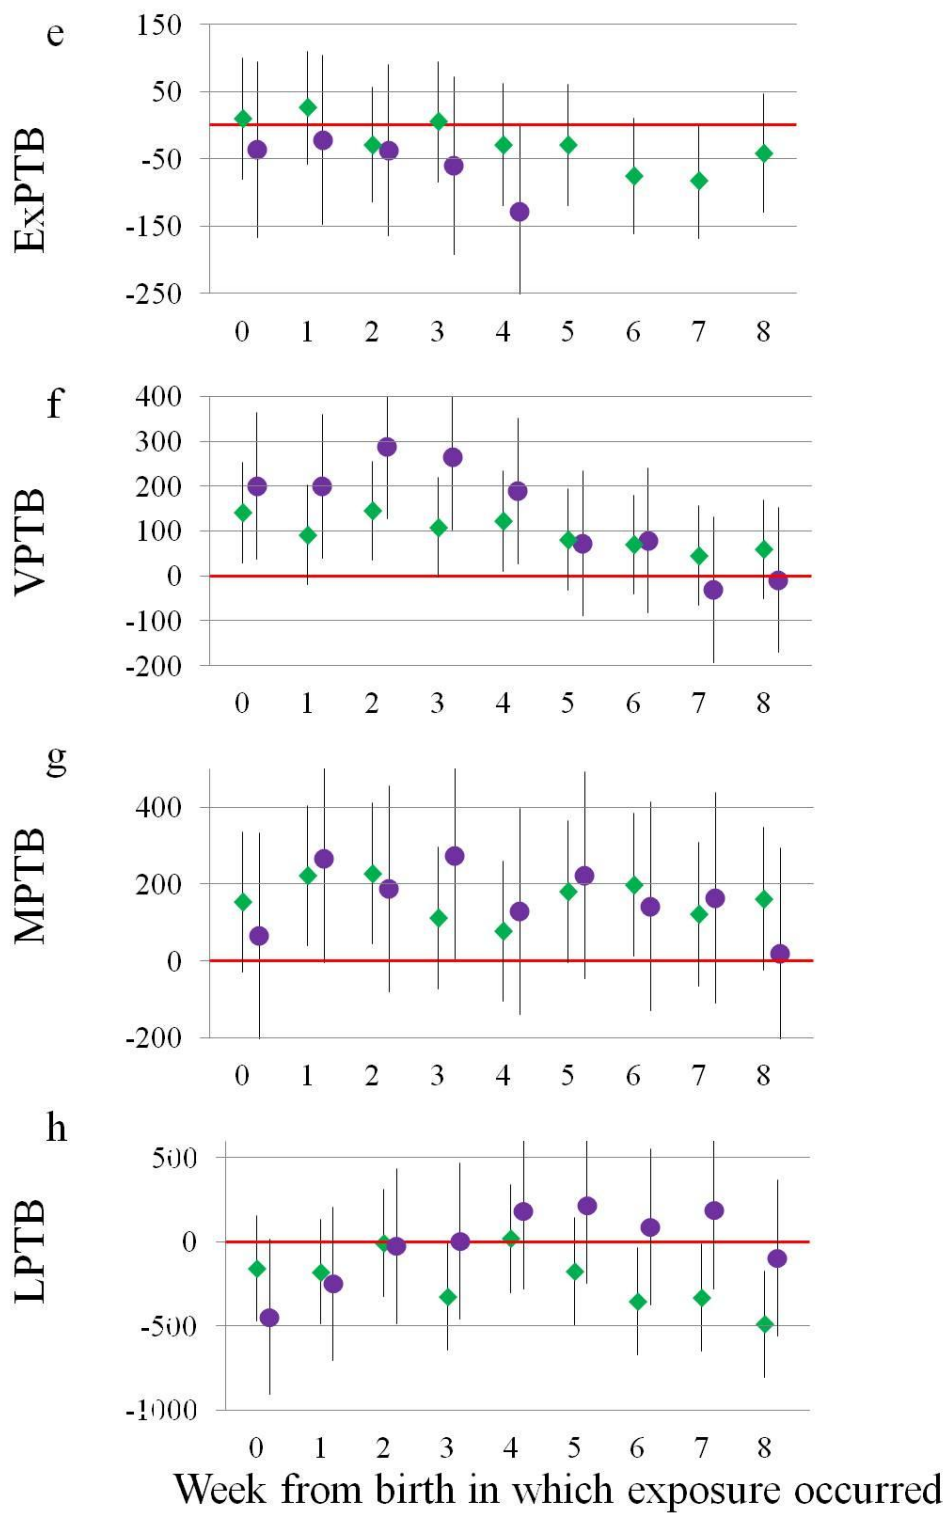 e
ExPTB
150
50
-50
-150
-250
0 1 2 3 4 5 6 7 8
f
VPTB
400
300
200
100
0
-100
-200
0 1 2 3 4 5 6 7 8
g
MPTB
400
200
0
-200
0 1 2 3 4 5 6 7 8
h
LPTB
500
0
-500
-1000
0 1 2 3 4 5 6 7 8
Week from birth in which exposure occurred